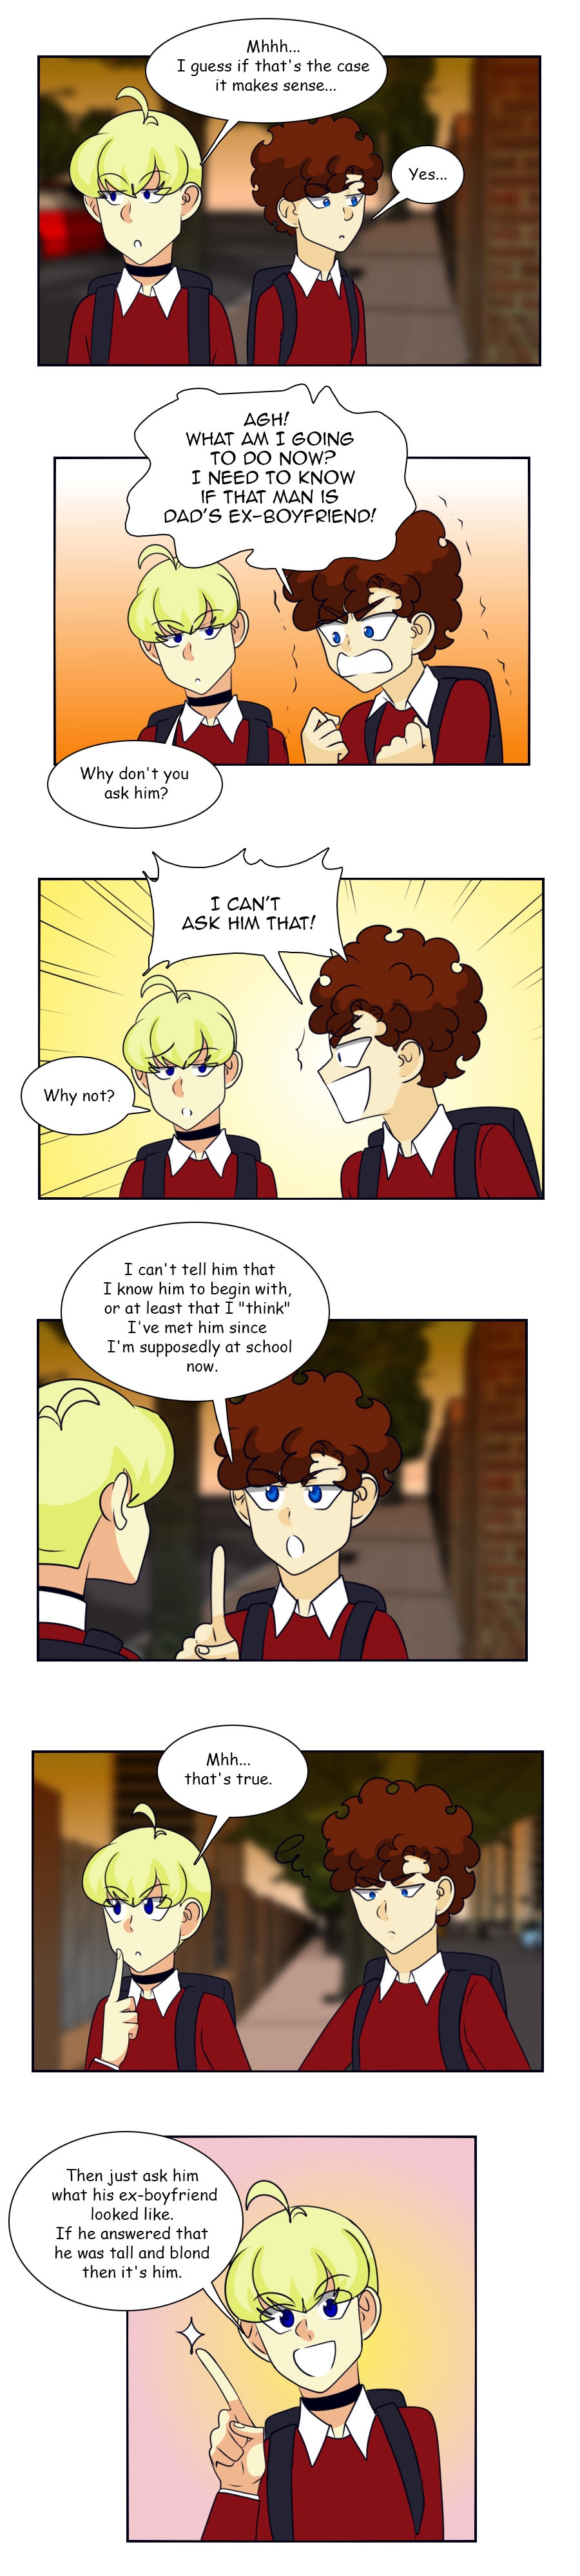 Mhhh...
I guess if that's the case
it makes sense...
Yes...
AGH!
WHAT AM I GOING
TO DO NOW?
I NEED TO KNOW
IF THAT MAN IS
DAD'S EX-BOYFRIEND!
Why don't you
ask him?
I CAN'T
ASK HIM THAT!
Why not?
I can't tell him that
I know him to begin with,
or at least that I "think"
I've met him since
I'm supposedly at school
now.
Mhh...
that's true.
Then just ask him
what his ex-boyfriend
looked like.
If he answered that
he was tall and blond
then it's him.